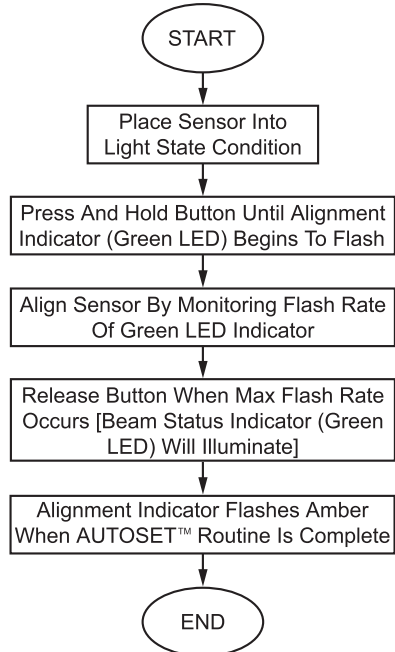 START
Place Sensor Into
Light State Condition
Press And Hold Button Until Alignment
Indicator (Green LED) Begins To Flash
Align Sensor By Monitoring Flash Rate
Of Green LED Indicator
Release Button When Max Flash Rate
Occurs [Beam Status Indicator (Green
LED) Will Illuminate]
Alignment Indicator Flashes Amber
When AUTOSET™ Routine Is Complete
END